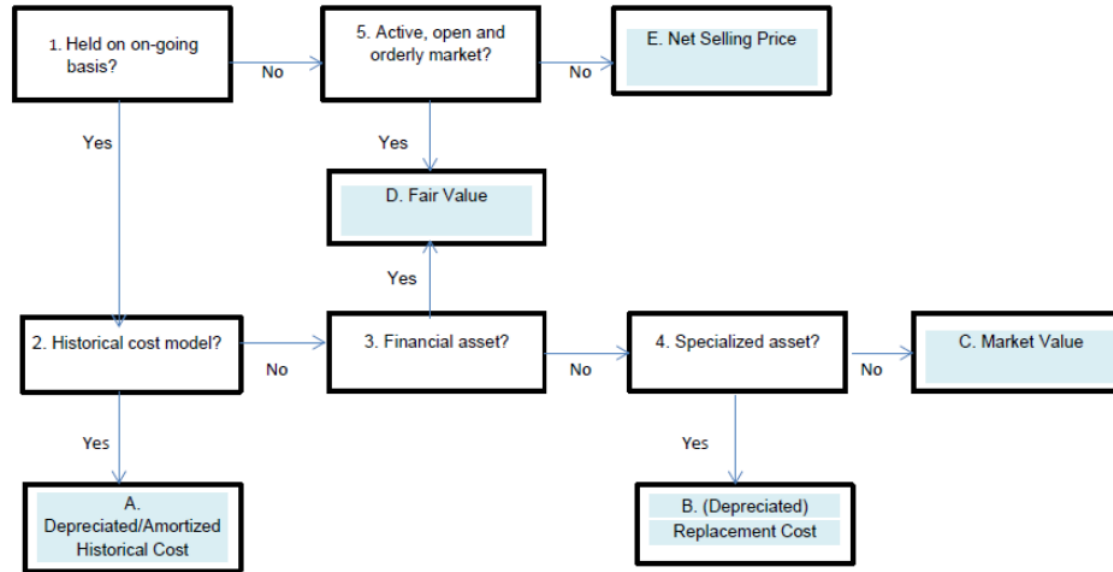 1. Held on on-going
basis?
No
5. Active, open and
orderly market?
No
E. Net Selling Price
Yes
Yes
D. Fair Value
Yes
2. Historical cost model?
No
3. Financial asset?
No
4. Specialized asset?
No
C. Market Value
Yes
Yes
A.
Depreciated/Amortized
Historical Cost
B. (Depreciated)
Replacement Cost